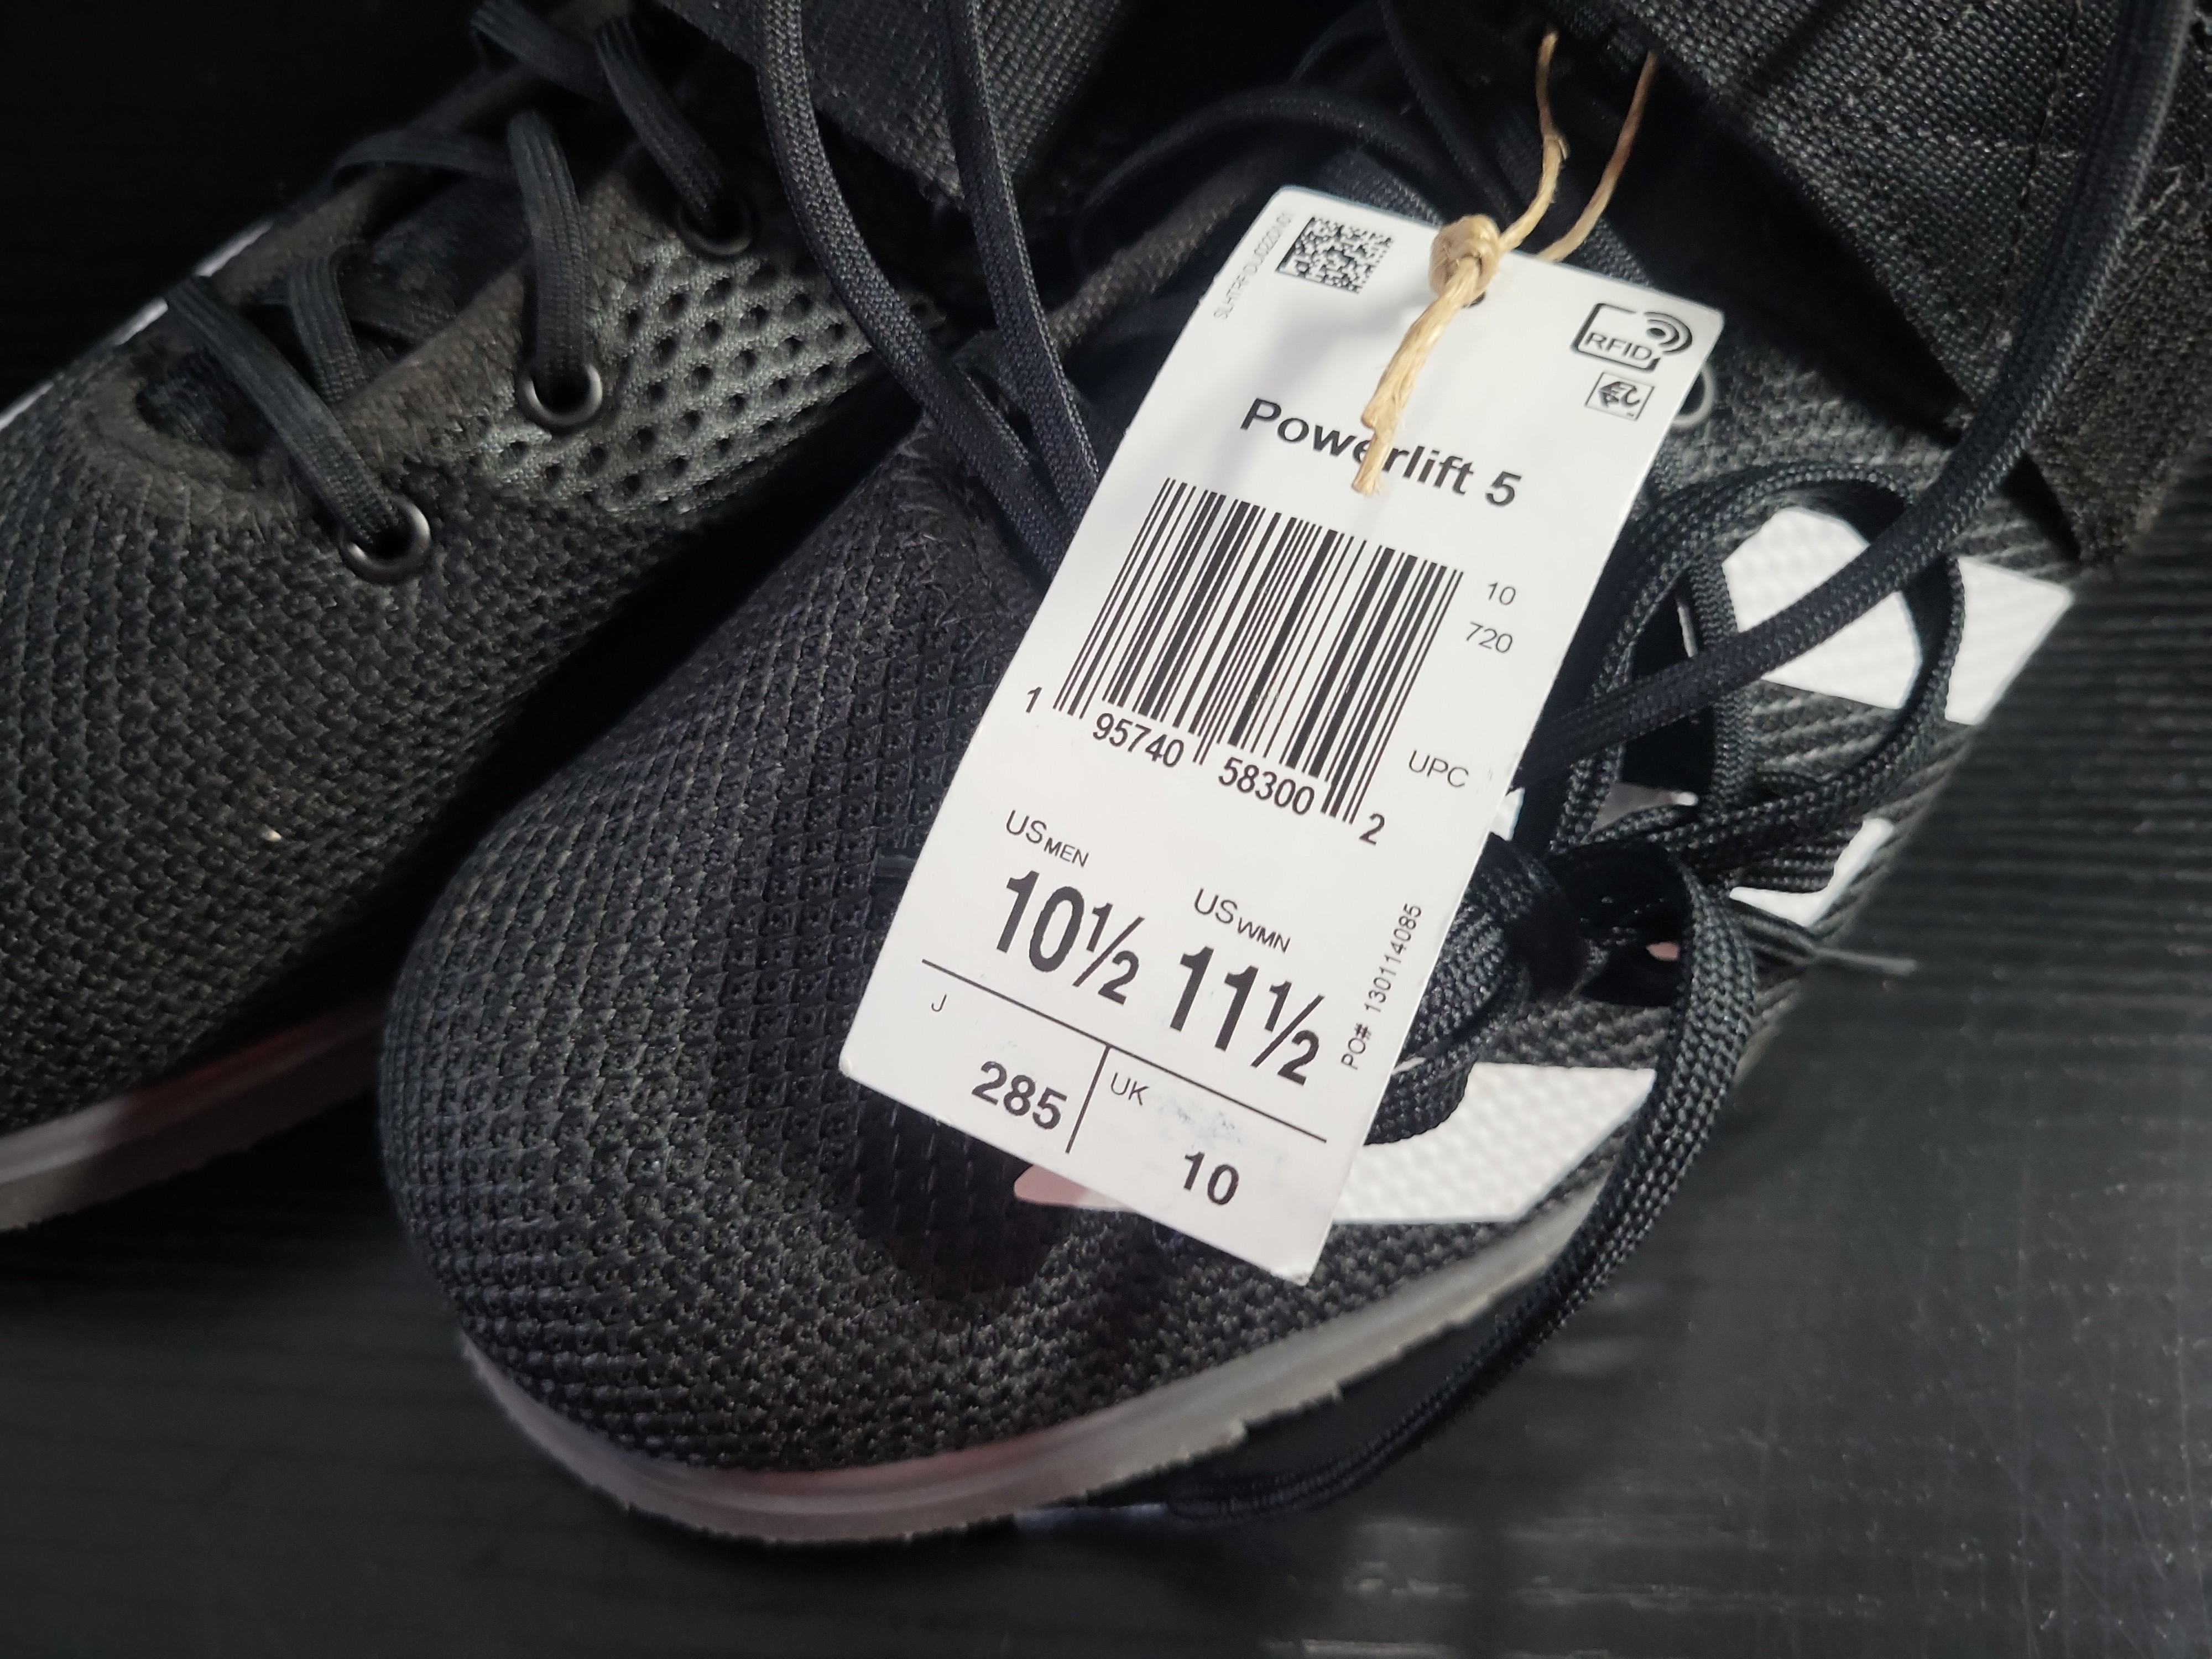 RFID
Powerlift 5
10
720
1 95740 58300 2
UPC
US MEN
10½
US WMN
11½
PO# 130114085
J
285
UK
10